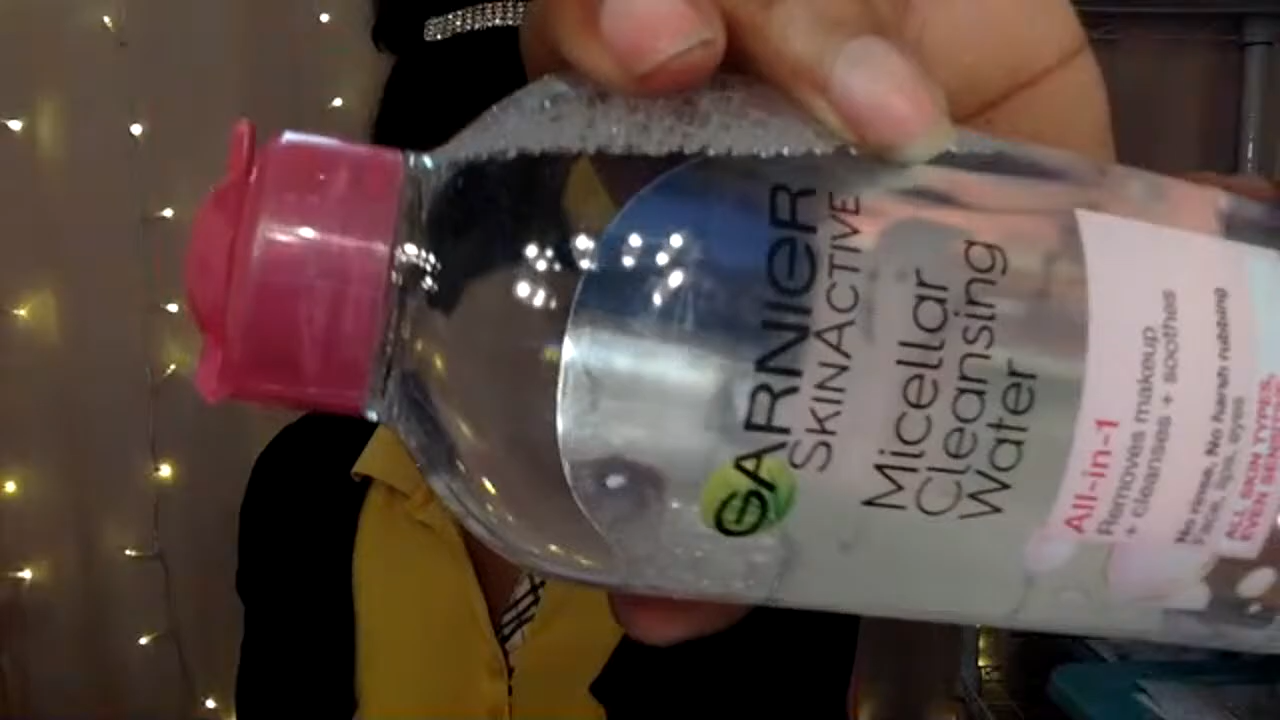 GARNIER
SKINACTIVE
Micellar
Cleansing
Water
All-in-1
Removes makeup
+ cleanses + soothes
No rinse, No harsh rubbing
Face, lips, eyes
ALL SKIN TYPES,
EVEN SENSITIVE